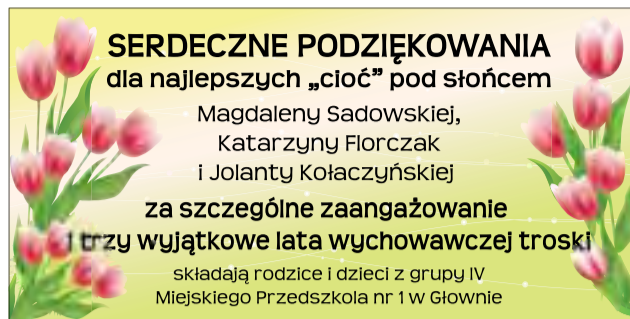 SERDECZNE PODZIĘKOWANIA
dla najlepszych „cioć” pod słońcem
Magdaleny Sadowskiej,
Katarzyny Florczak
i Jolanty Kołaczyńskiej
za szczególne zaangażowanie
i trzy wyjątkowe lata wychowawczej troski
składają rodzice i dzieci z grupy IV
Miejskiego Przedszkola nr 1 w Głownie